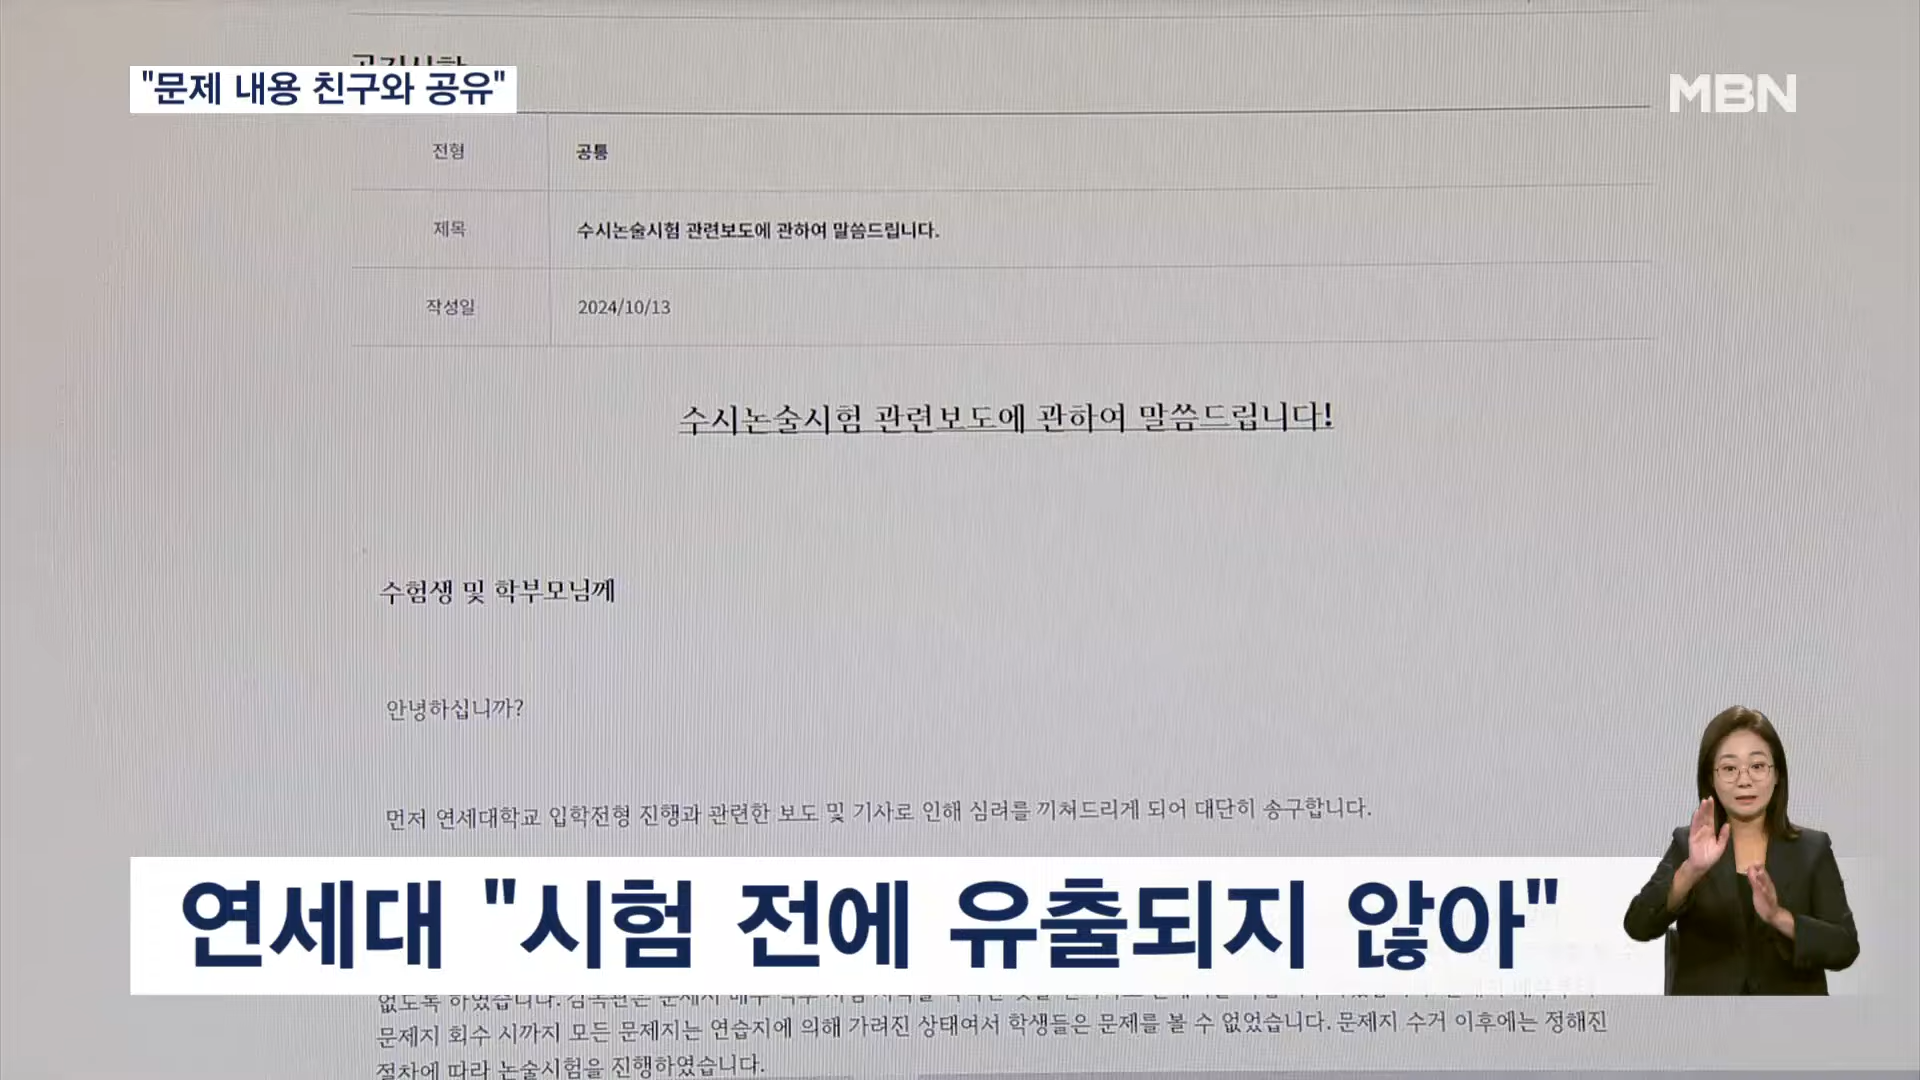 "문제 내용 친구와 공유"
MBN
전형 공통
제목 수시논술시험 관련보도에 관하여 말씀드립니다.
작성일 2024/10/13
수시논술시험 관련보도에 관하여 말씀드립니다!
수험생 및 학부모님께
안녕하십니까?
먼저 연세대학교 입학전형 진행과 관련한 보도 및 기사로 인해 심려를 끼쳐드리게 되어 대단히 송구합니다.
연세대 "시험 전에 유출되지 않아"
없도록 하였습니다.
문제지 회수 시까지 모든 문제지는 연습지에 의해 가려진 상태여서 학생들은 문제를 볼 수 없었습니다. 문제지 수거 이후에는 정해진
절차에 따라 논술시험을 진행하였습니다.